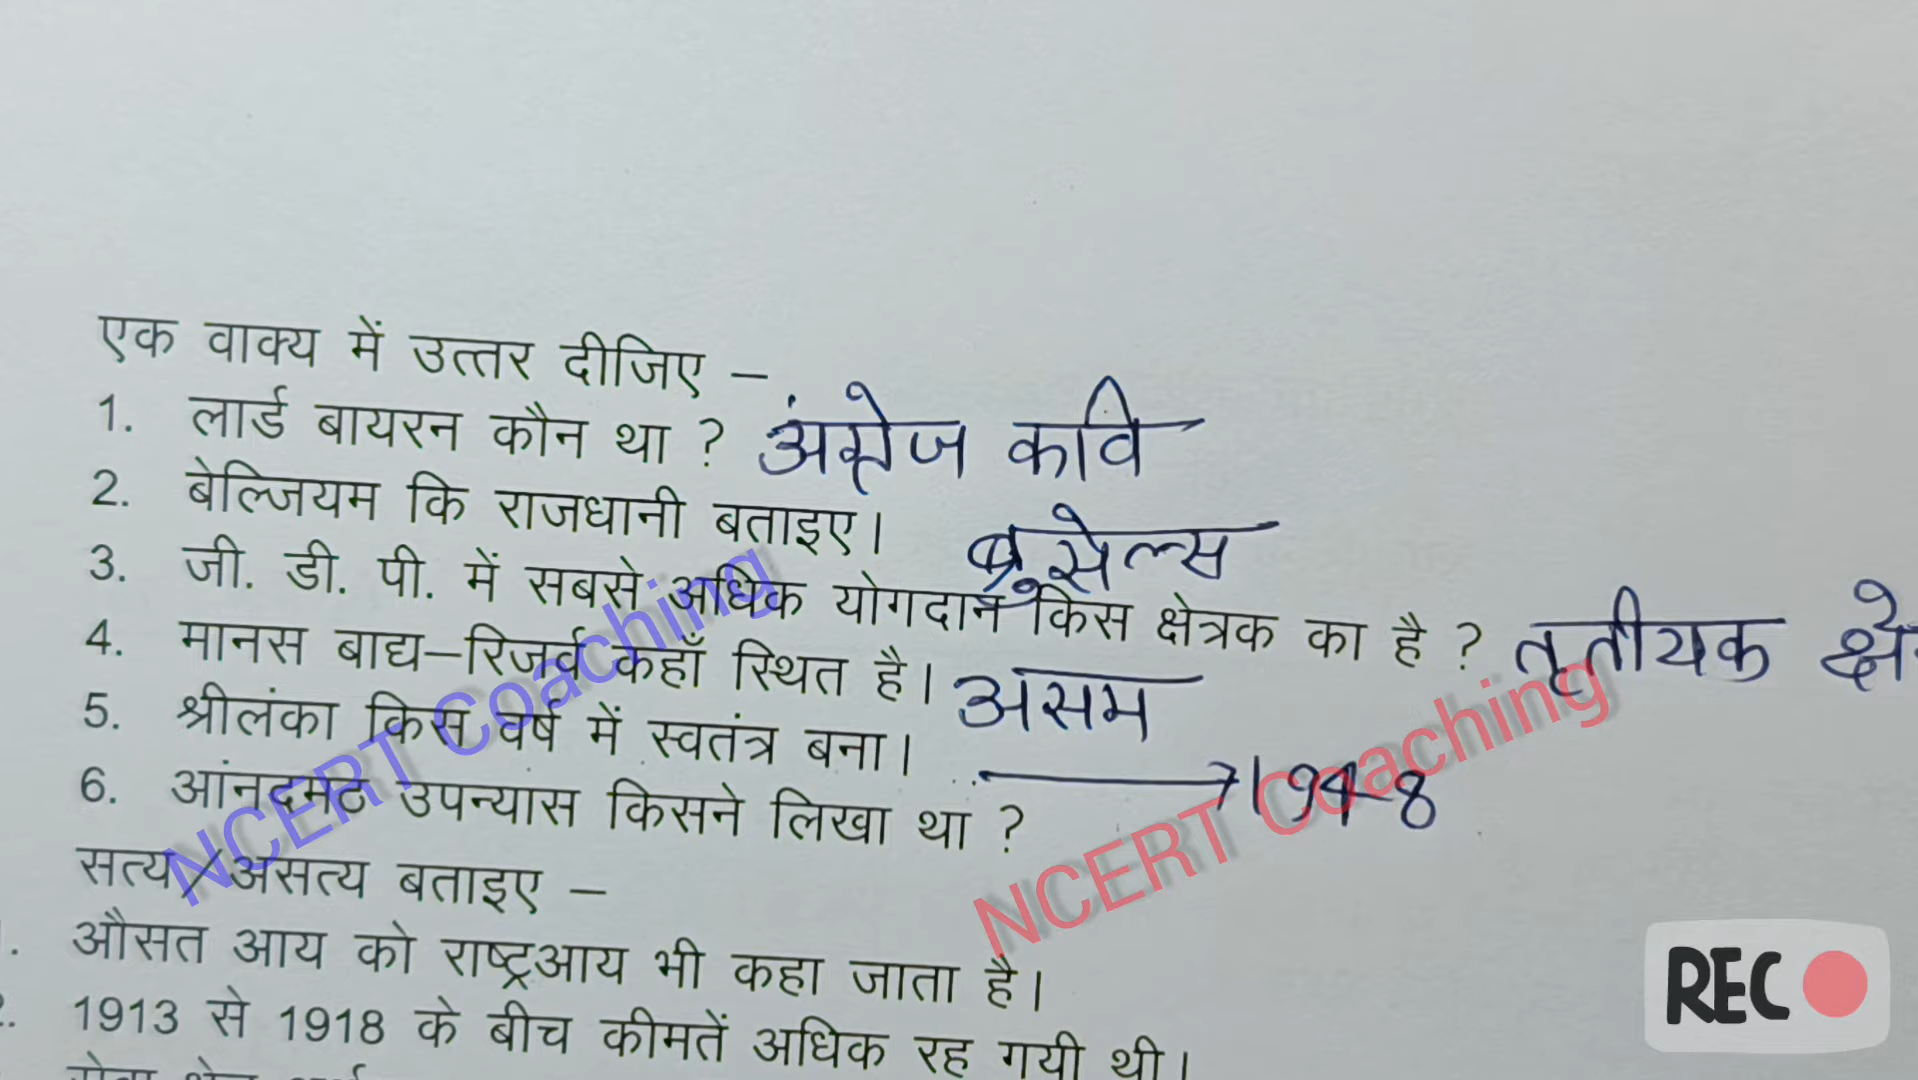 एक वाक्य में उत्तर दीजिए –
1. लार्ड बायरन कौन था ? अंग्रेज कवि
2. बेल्जियम कि राजधानी बताइए। ब्रूसेल्स
3. जी. डी. पी. में सबसे अधिक योगदान किस क्षेत्रक का है ? तृतीयक क्षे
4. मानस बाद्य–रिजर्व कहाँ स्थित है। असम
5. श्रीलंका किस वर्ष में स्वतंत्र बना। → 1948
6. आंनदमठ उपन्यास किसने लिखा था ?
सत्य/असत्य बताइए –
औसत आय को राष्ट्रआय भी कहा जाता है।
1913 से 1918 के बीच कीमतें अधिक रह गयी थी।
NCERT Coaching
NCERT Coaching
REC